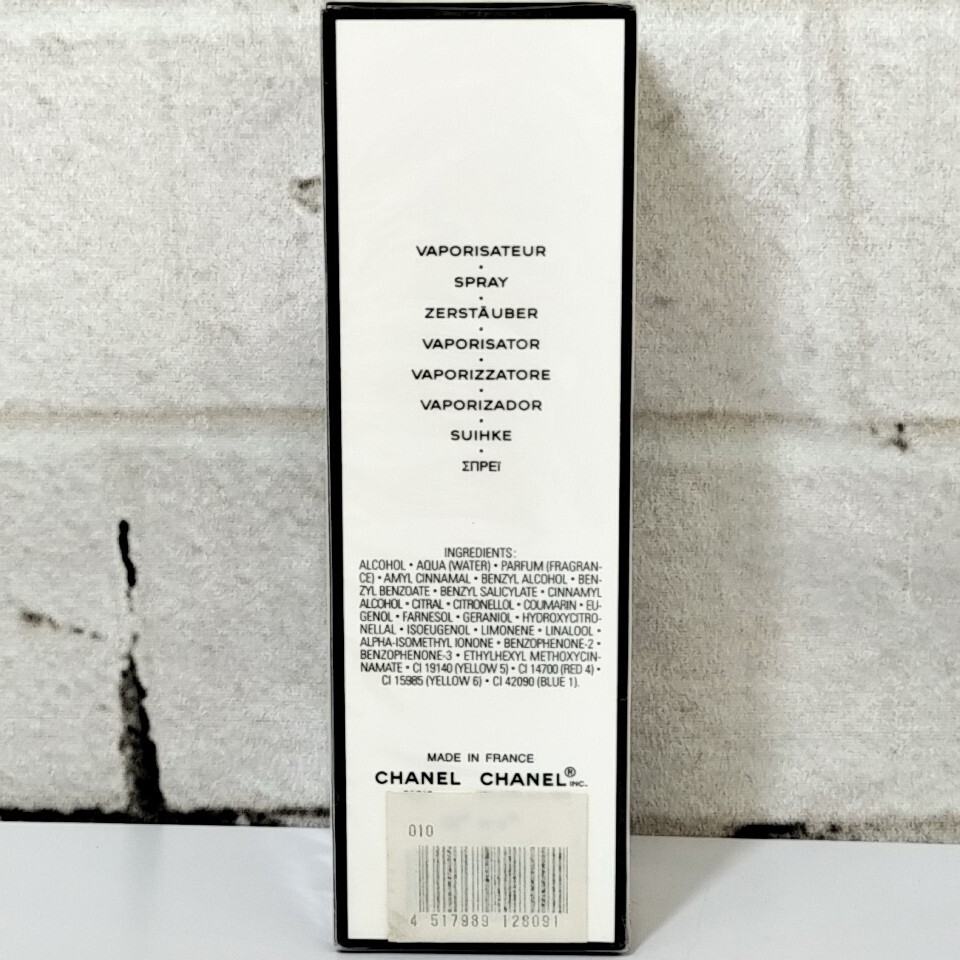 VAPORISATEUR
•
SPRAY
•
ZERSTÄUBER
•
VAPORISATOR
•
VAPORIZZATORE
•
VAPORIZADOR
•
SUIHKE
•
ΣΠΡΕΪ
INGREDIENTS:
ALCOHOL • AQUA (WATER) • PARFUM (FRAGRAN-
CE) • AMYL CINNAMAL • BENZYL ALCOHOL • BEN-
ZYL BENZOATE • BENZYL SALICYLATE • CINNAMYL
ALCOHOL • CITRAL • CITRONELLOL • COUMARIN • EU-
GENOL • FARNESOL • GERANIOL • HYDROXYCITRO-
NELLAL • ISOEUGENOL • LIMONENE • LINALOOL •
ALPHA-ISOMETHYL IONONE • BENZOPHENONE-2 •
BENZOPHENONE-3 • ETHYLHEXYL METHOXYCIN-
NAMATE • CI 19140 (YELLOW 5) • CI 14700 (RED 4) •
CI 15985 (YELLOW 6) • CI 42090 (BLUE 1).
MADE IN FRANCE
CHANEL CHANEL® INC.
010
4 517989 128091